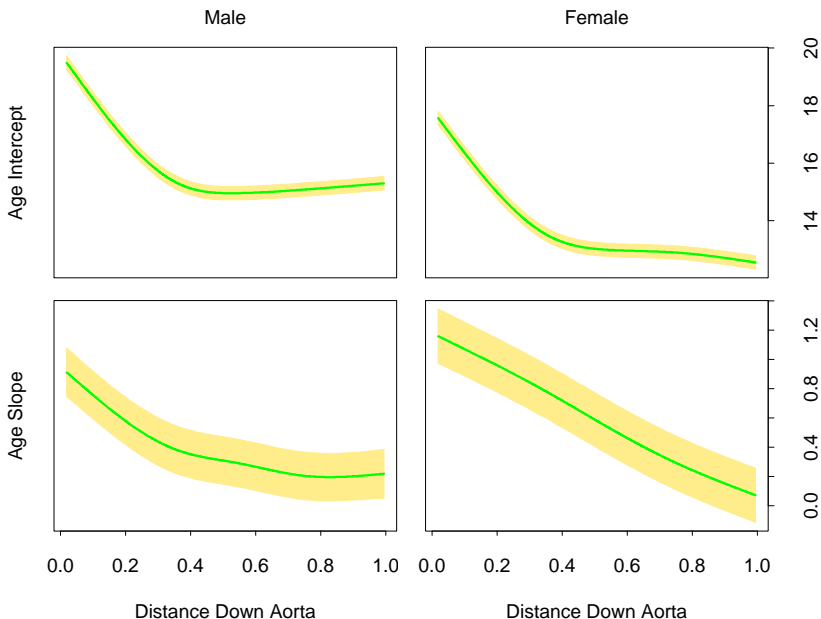 Male Female
Age Intercept
20
18
16
14
Age Slope
1.2
0.8
0.4
0.0
0.0 0.2 0.4 0.6 0.8 1.0 0.0 0.2 0.4 0.6 0.8 1.0
Distance Down Aorta Distance Down Aorta